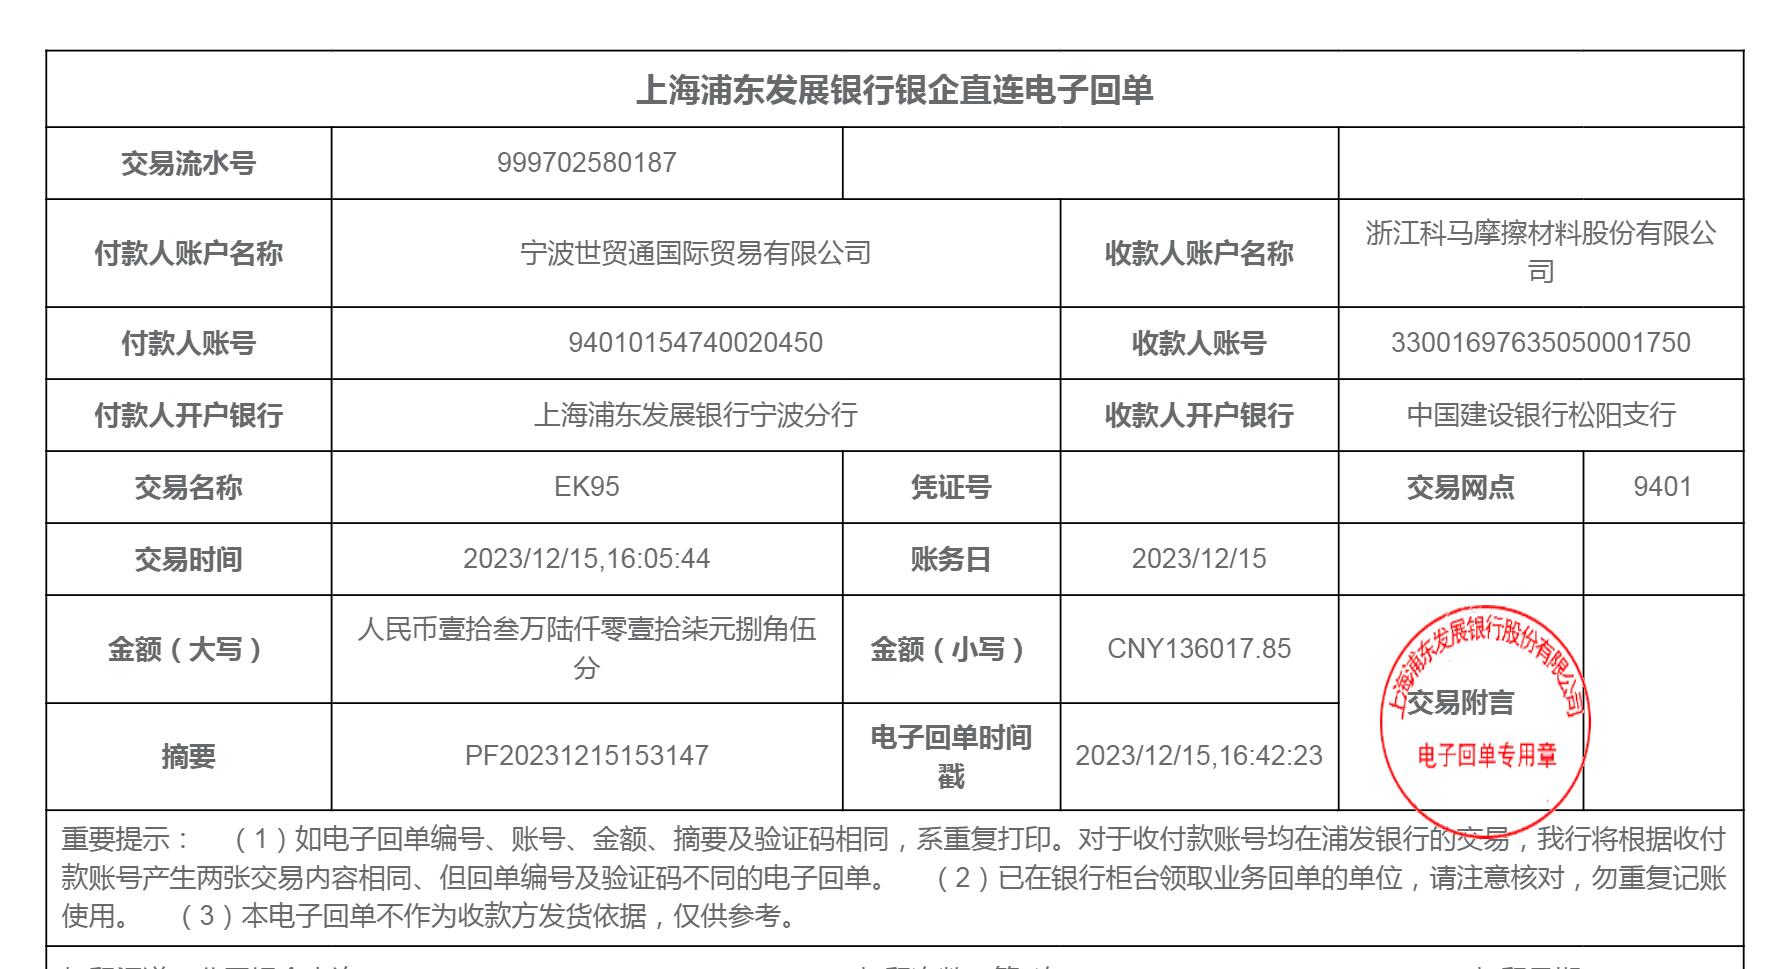 上海浦东发展银行银企直连电子回单
交易流水号 999702580187
付款人账户名称 宁波世贸通国际贸易有限公司 收款人账户名称 浙江科马摩擦材料股份有限公
司
付款人账号 94010154740020450 收款人账号 33001697635050001750
付款人开户银行 上海浦东发展银行宁波分行 收款人开户银行 中国建设银行松阳支行
交易名称 EK95 凭证号 交易网点 9401
交易时间 2023/12/15,16:05:44 账务日 2023/12/15
金额（大写） 人民币壹拾叁万陆仟零壹拾柒元捌角伍
分 金额（小写） CNY136017.85
上海浦东发展银行股份有限公司
交易附言
电子回单专用章
摘要 PF20231215153147 电子回单时间
戳 2023/12/15,16:42:23
重要提示： （1）如电子回单编号、账号、金额、摘要及验证码相同，系重复打印。对于收付款账号均在浦发银行的交易，我行将根据收付
款账号产生两张交易内容相同、但回单编号及验证码不同的电子回单。 （2）已在银行柜台领取业务回单的单位，请注意核对，勿重复记账
使用。 （3）本电子回单不作为收款方发货依据，仅供参考。